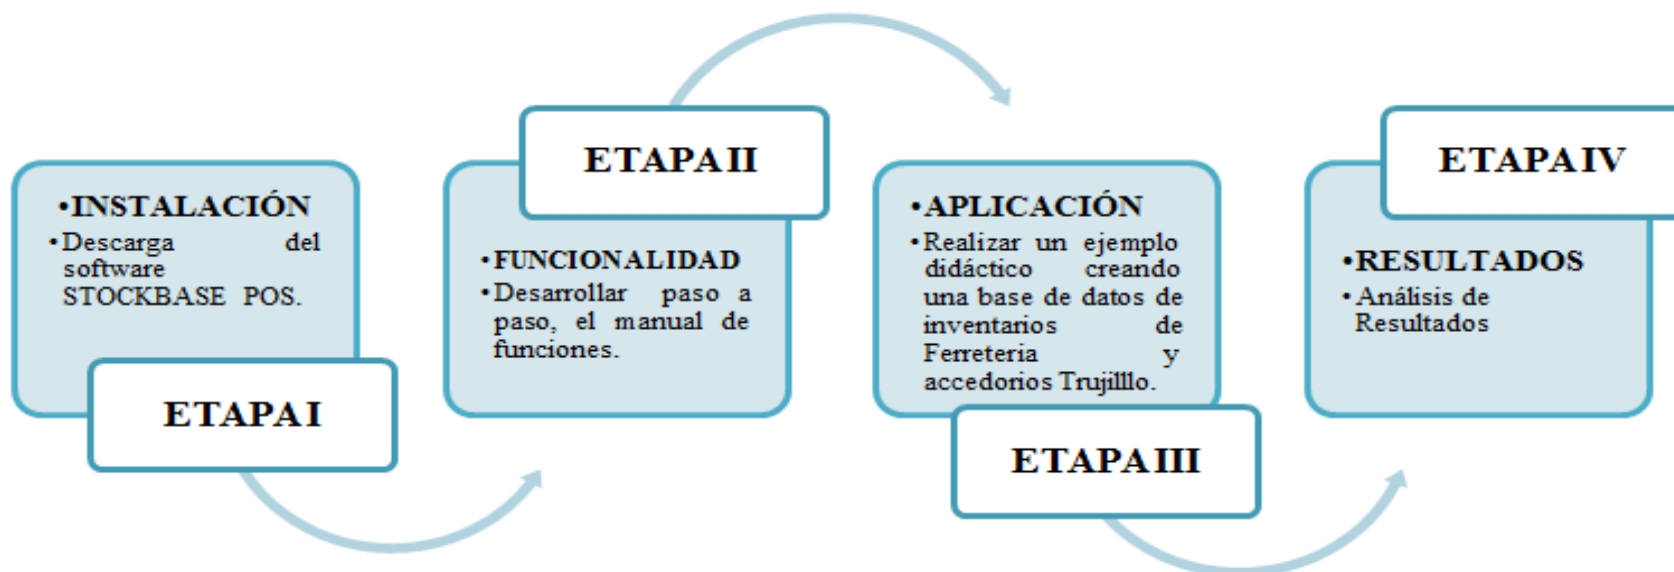 •INSTALACIÓN
•Descarga del
software
STOCKBASE POS.
ETAPA I
ETAPA II
•FUNCIONALIDAD
•Desarrollar paso a
paso, el manual de
funciones.
•APLICACIÓN
•Realizar un ejemplo
didáctico creando
una base de datos de
inventarios de
Ferreteria y
accedorios Trujilllo.
ETAPA III
ETAPA IV
•RESULTADOS
•Análisis de
Resultados